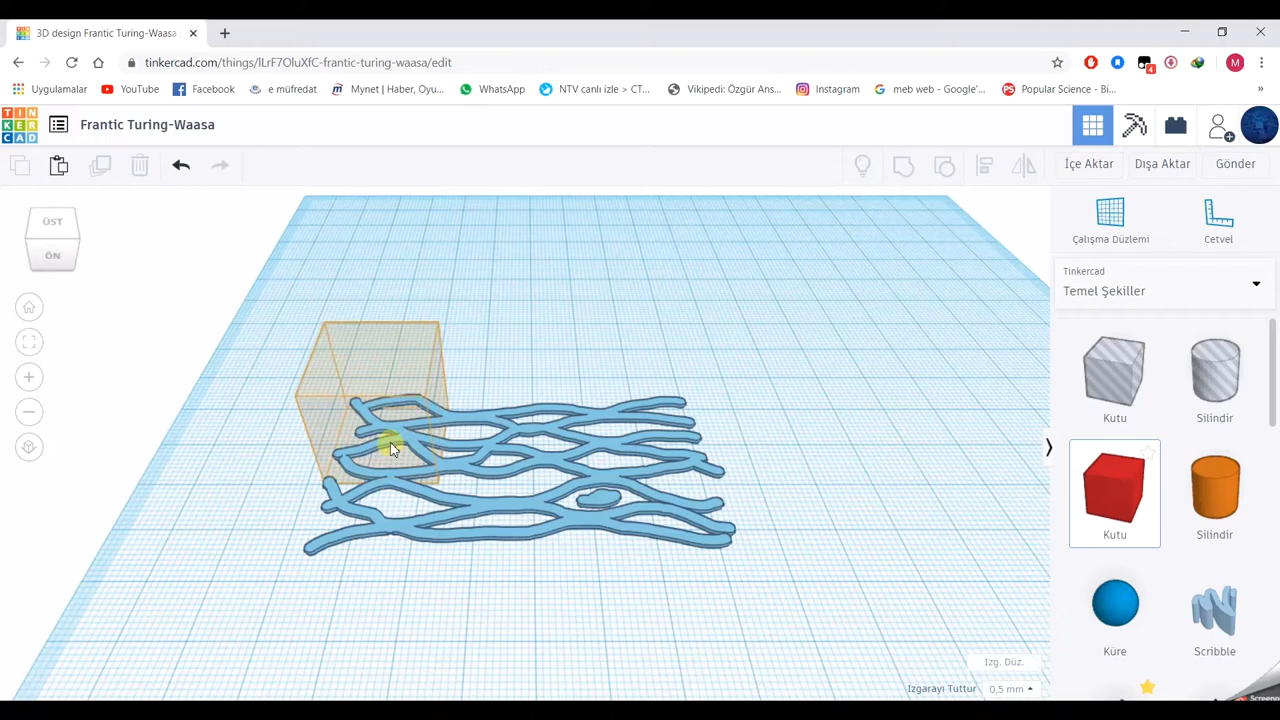 3D design Frantic Turing-Waasa
tinkercad.com/things/lLrF7OluXfC-frantic-turing-waasa/edit
Uygulamalar YouTube Facebook e müfredat Mynet | Haber, Oyu... WhatsApp NTV canlı izle > CT... Vikipedi: Özgür Ans... Instagram meb web - Google'... Popular Science - Bi... »
TIN
KER
CAD
Frantic Turing-Waasa
İçe Aktar Dışa Aktar Gönder
ÜST
ÖN
Çalışma Düzlemi Cetvel
Tinkercad
Temel Şekiller
Kutu Silindir
Kutu Silindir
Küre Scribble
Izg. Düz.
Izgarayı Tuttur 0,5 mm